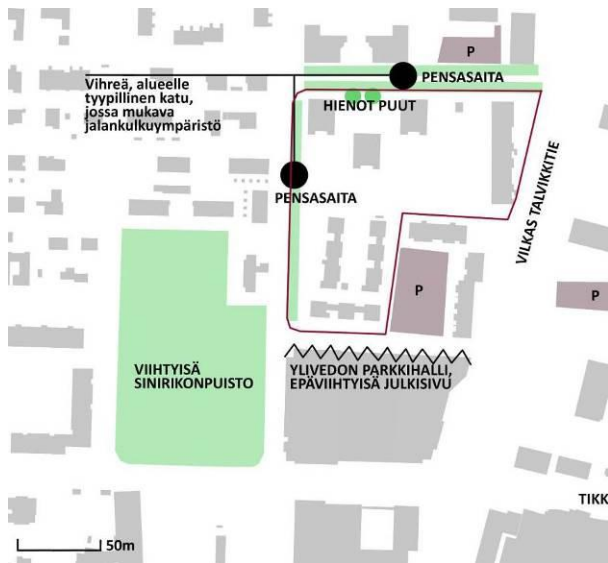 P
Vihreä, alueelle
tyypillinen katu,
jossa mukava
jalankulkuympäristö
PENSASAITA
HIENOT PUUT
PENSASAITA
VILKAS TALVIKKITIE
P
P
VIIHTYISÄ
SINIRIKONPUISTO
YLIVEDON PARKKIHALLI,
EPÄVIIHTYISÄ JULKISIVU
TIKK
50m